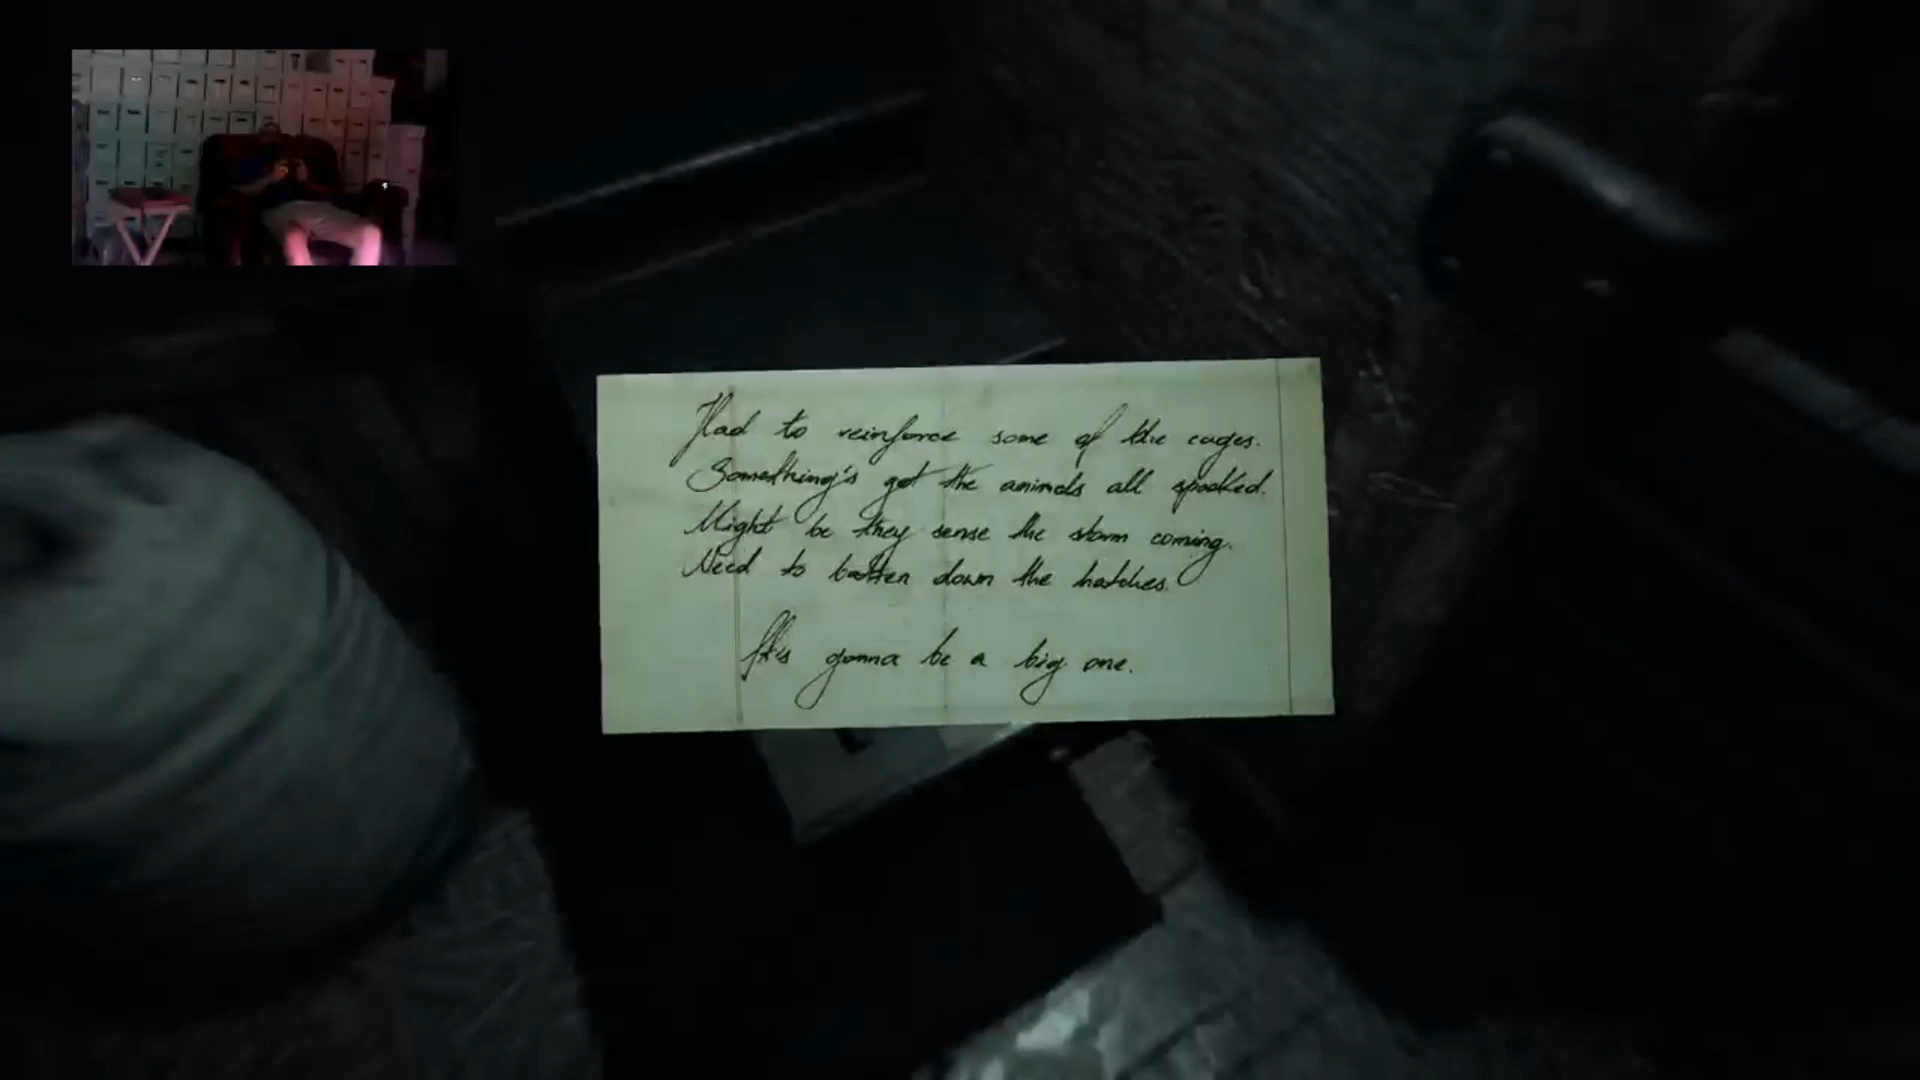 Had to reinforce some of the cages.
Something's got the animals all spooked.
Might be they sense the storm coming.
Need to batten down the hatches.
It's gonna be a big one.